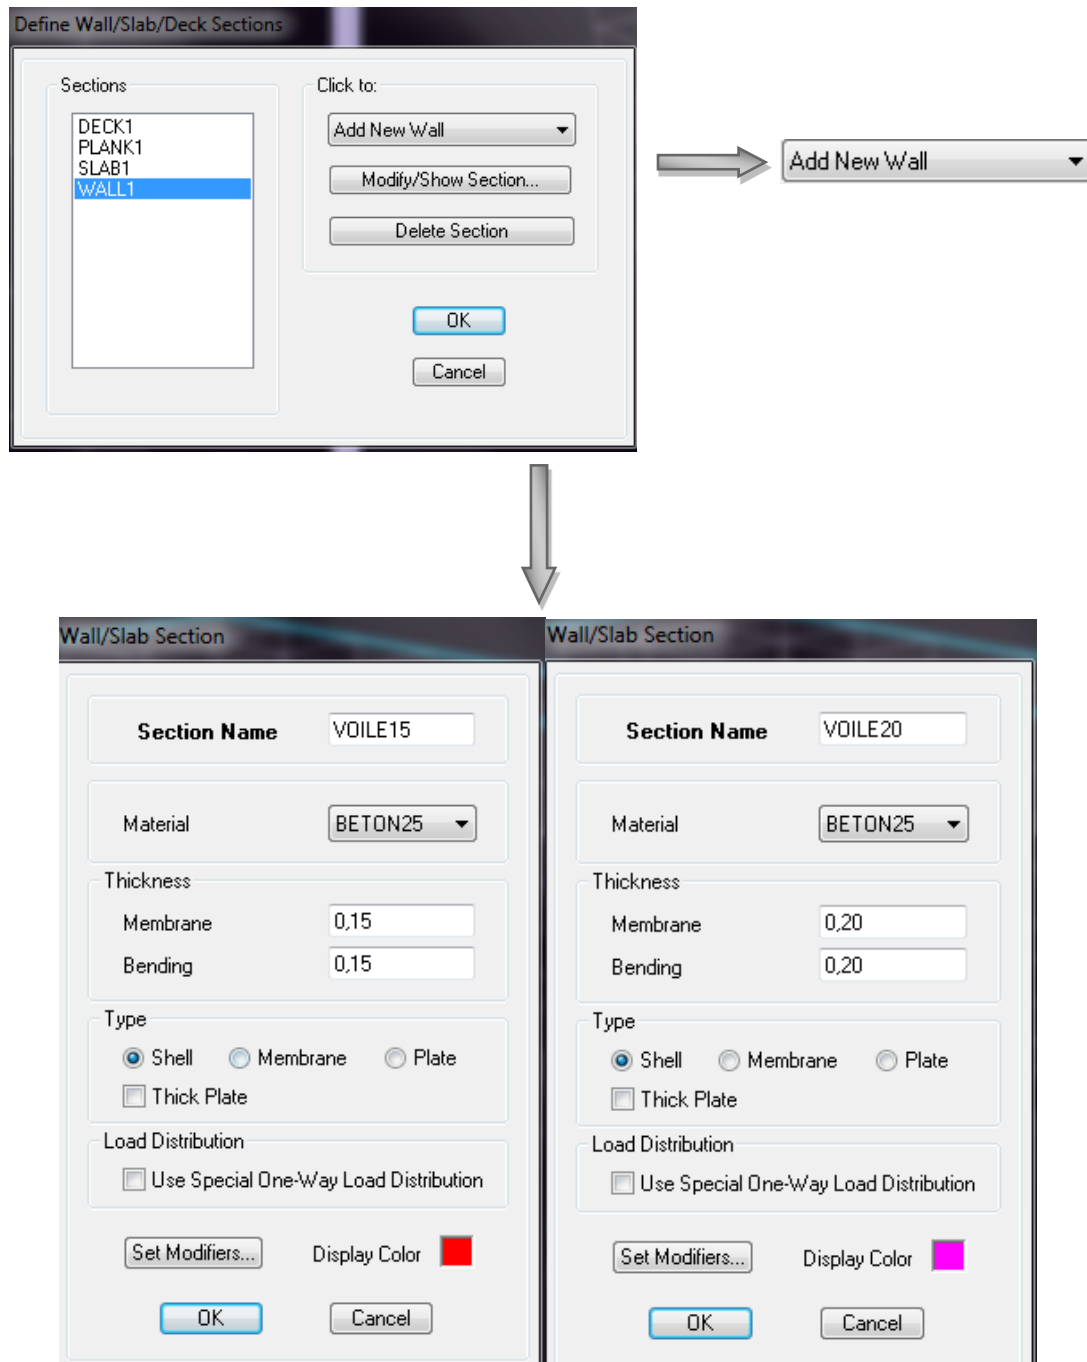 Define Wall/Slab/Deck Sections
Sections
DECK1
PLANK1
SLAB1
WALL1
Click to:
Add New Wall
Modify/Show Section...
Delete Section
OK
Cancel
Add New Wall
Wall/Slab Section
Section Name VOILE15
Material BETON25
Thickness
Membrane 0,15
Bending 0,15
Type
Shell Membrane Plate
Thick Plate
Load Distribution
Use Special One-Way Load Distribution
Set Modifiers... Display Color
OK Cancel
Wall/Slab Section
Section Name VOILE20
Material BETON25
Thickness
Membrane 0,20
Bending 0,20
Type
Shell Membrane Plate
Thick Plate
Load Distribution
Use Special One-Way Load Distribution
Set Modifiers... Display Color
OK Cancel